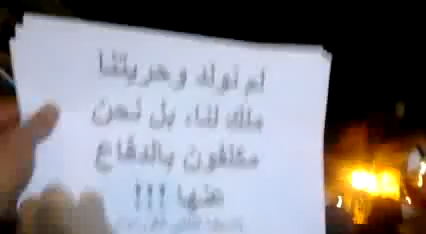 لم نولد وحريتنا
ملك لنا، بل نحن
مكلفون بالدفاع
عنها !!!